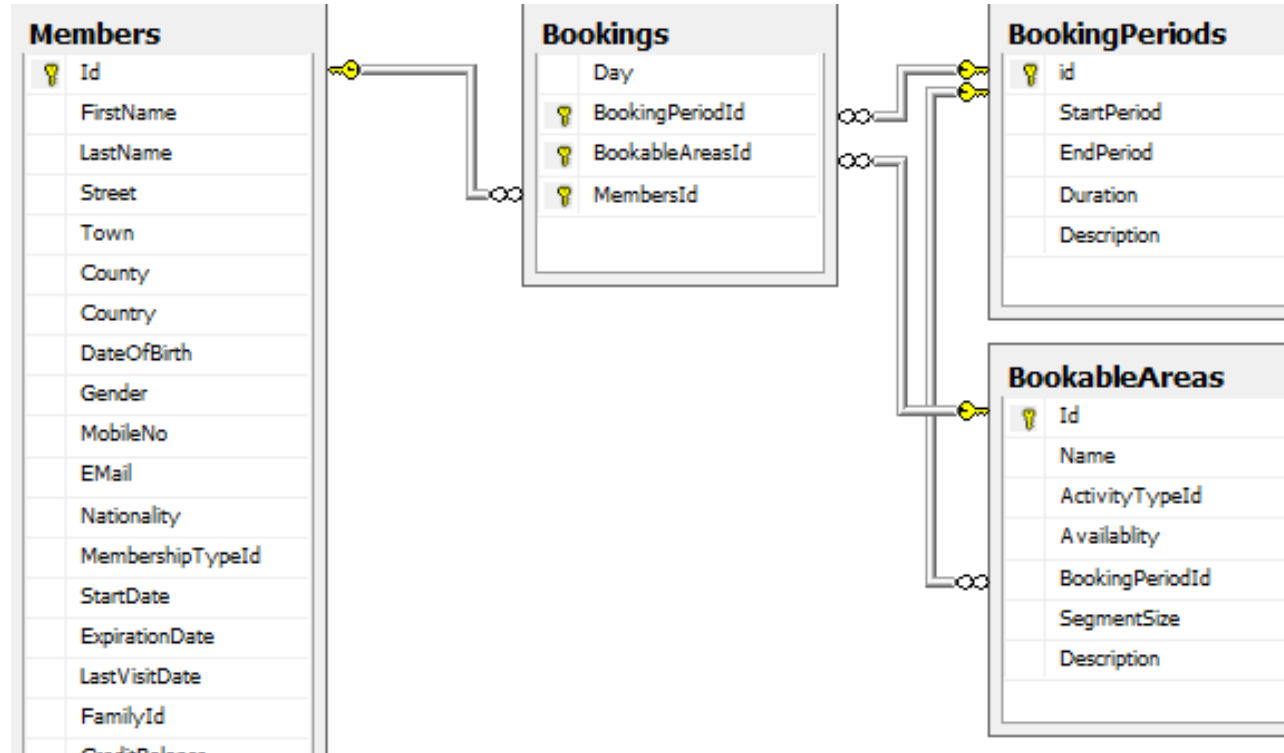 Members
Id
FirstName
LastName
Street
Town
County
Country
DateOfBirth
Gender
MobileNo
EMail
Nationality
MembershipTypeId
StartDate
ExpirationDate
LastVisitDate
FamilyId
CreditBalance
Bookings
Day
BookingPeriodId
BookableAreasId
MembersId
BookingPeriods
id
StartPeriod
EndPeriod
Duration
Description
BookableAreas
Id
Name
ActivityTypeId
Availablity
BookingPeriodId
SegmentSize
Description